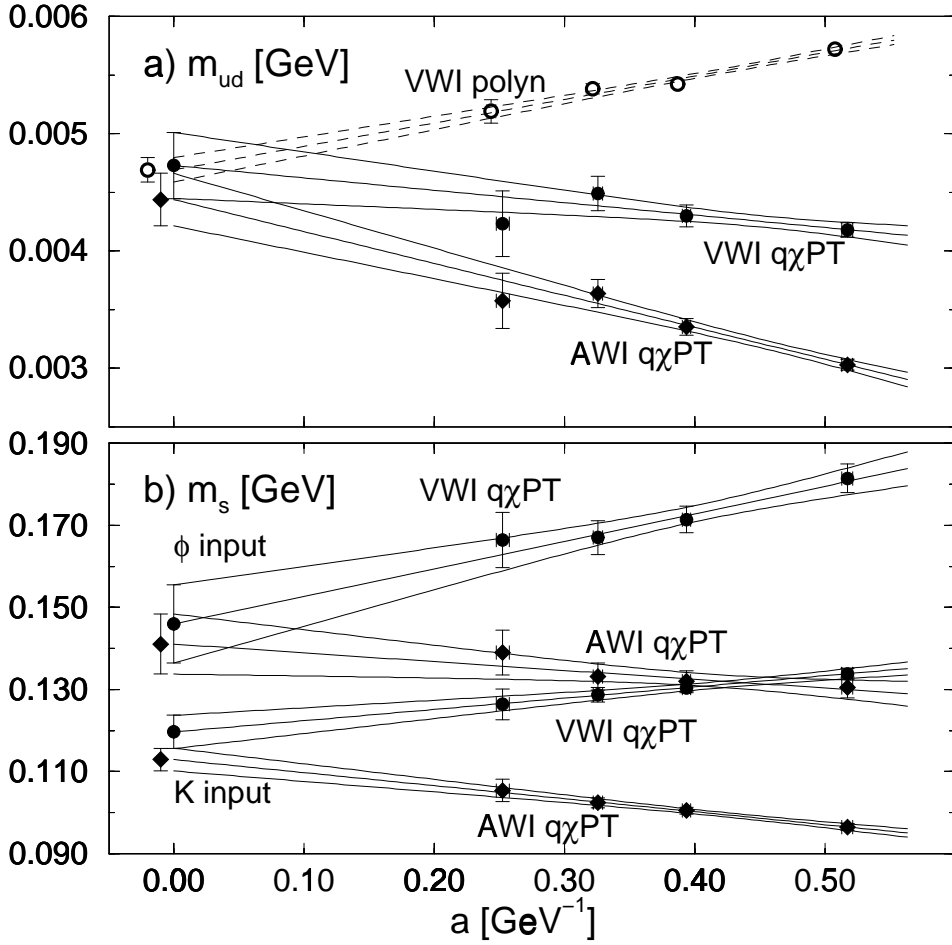 0.006
a) m_ud [GeV]
VWI polyn
0.005
0.004
VWI qχPT
AWI qχPT
0.003
0.190
b) m_s [GeV]
VWI qχPT
0.170
ϕ input
0.150
AWI qχPT
0.130
VWI qχPT
0.110
K input
AWI qχPT
0.090
0.00 0.10 0.20 0.30 0.40 0.50
a [GeV⁻¹]